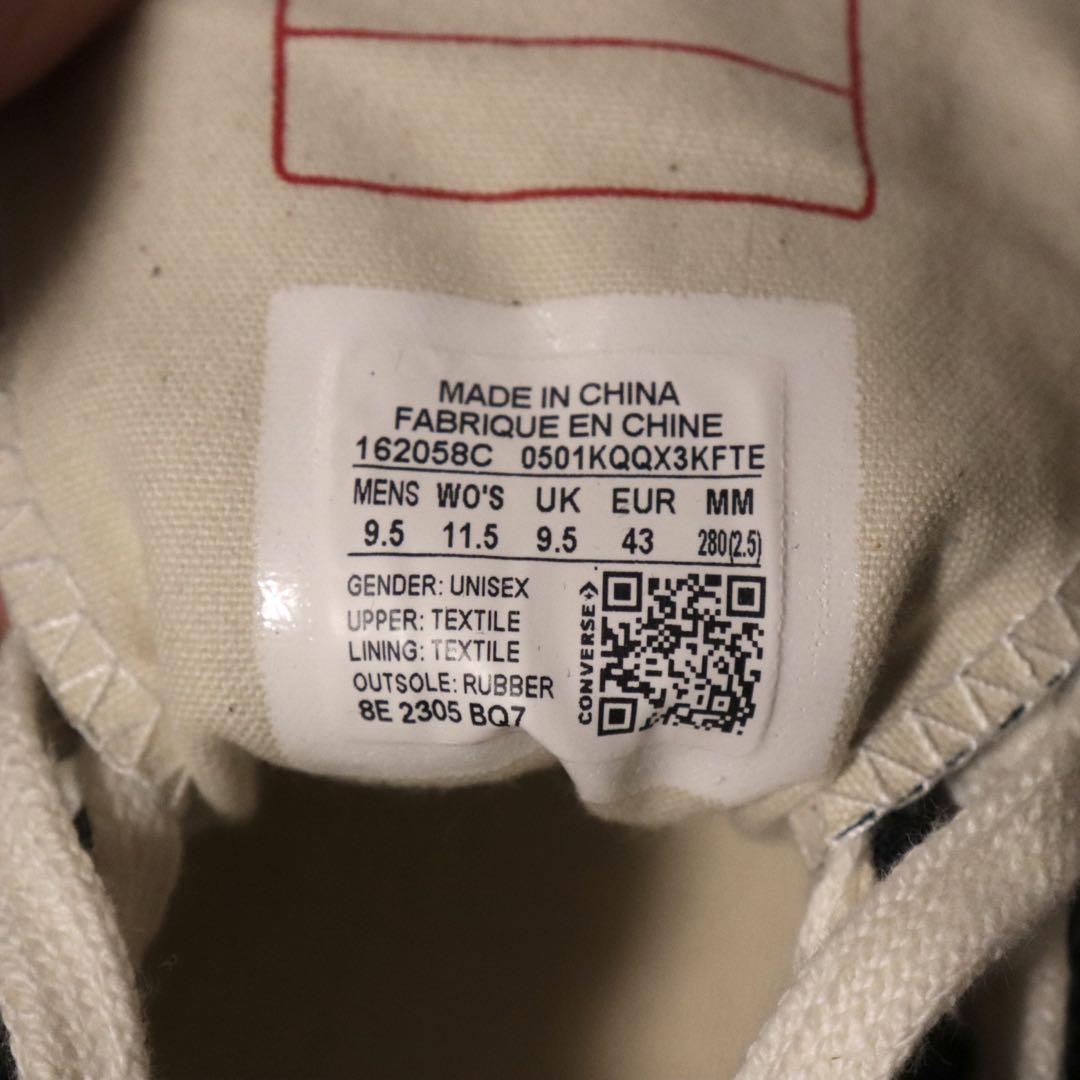 MADE IN CHINA
FABRIQUE EN CHINE
162058C 0501KQQX3KFTE
MENS WO'S UK EUR MM
9.5 11.5 9.5 43 280(2.5)
GENDER: UNISEX
UPPER: TEXTILE
LINING: TEXTILE
OUTSOLE: RUBBER
8E 2305 BQ7
CONVERSE